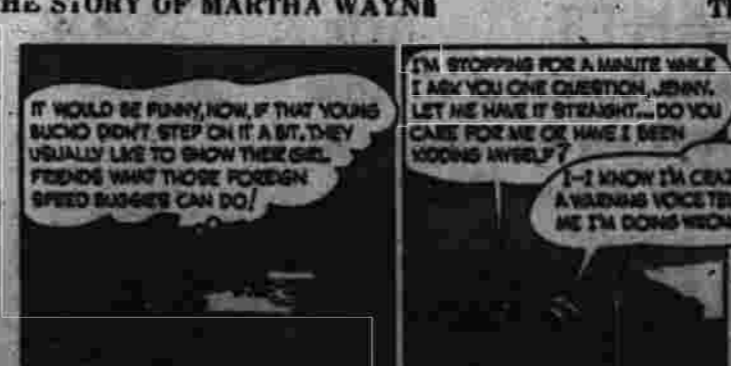 HE STORY OF MARTHA WAYNE
IT WOULD BE FUNNY, NOW, IF THAT YOUNG
BUCKO DIDN'T STEP ON IT A BIT. THEY
USUALLY LIKE TO SHOW THEIR GIRL
FRIENDS WHAT THOSE FOREIGN
SPEED BUGGIES CAN DO!
I'M STOPPING FOR A MINUTE WHILE
I ASK YOU ONE QUESTION, JENNY.
LET ME HAVE IT STRAIGHT... DO YOU
CARE FOR ME OR HAVE I BEEN
KIDDING MYSELF?
I--I KNOW I'M
A WARNING VOICE
ME I'M DOING